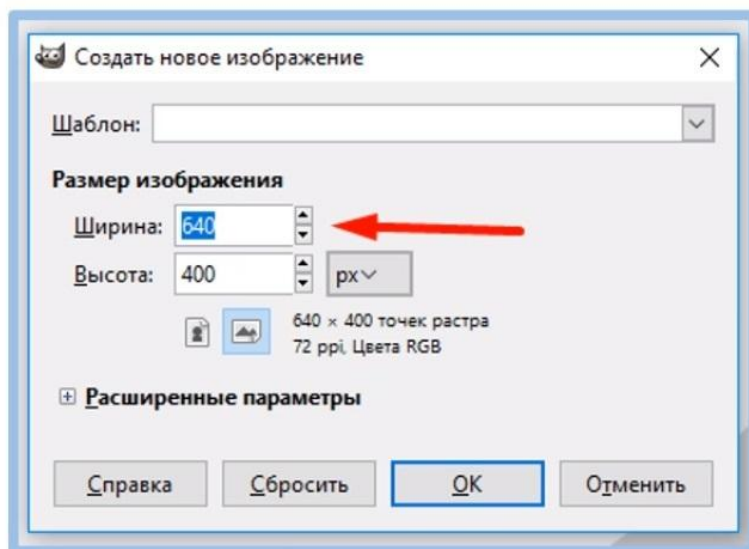 Создать новое изображение
Шаблон:
Размер изображения
Ширина: 640
Высота: 400 px
640 × 400 точек растра
72 ppi, Цвета RGB
Расширенные параметры
Справка Сбросить OK Отменить